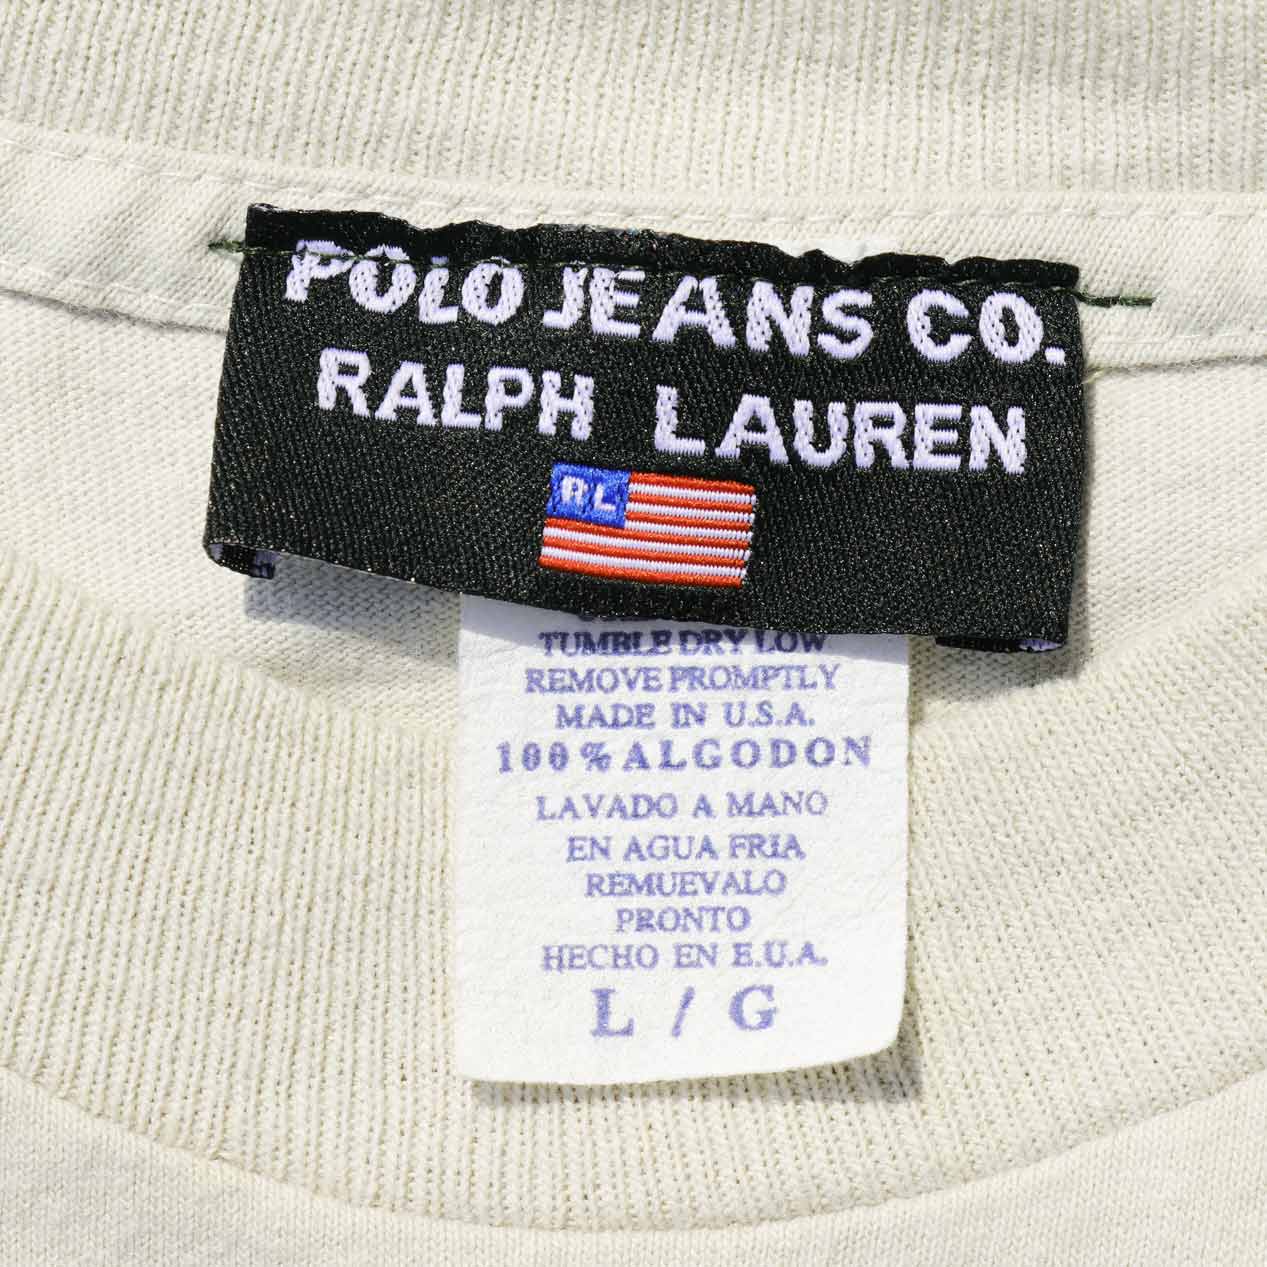 POLO JEANS CO.
RALPH LAUREN
RL
TUMBLE DRY LOW
REMOVE PROMPTLY
MADE IN U.S.A.
100% ALGODON
LAVADO A MANO
EN AGUA FRIA
REMUEVALO
PRONTO
HECHO EN E.U.A.
L / G